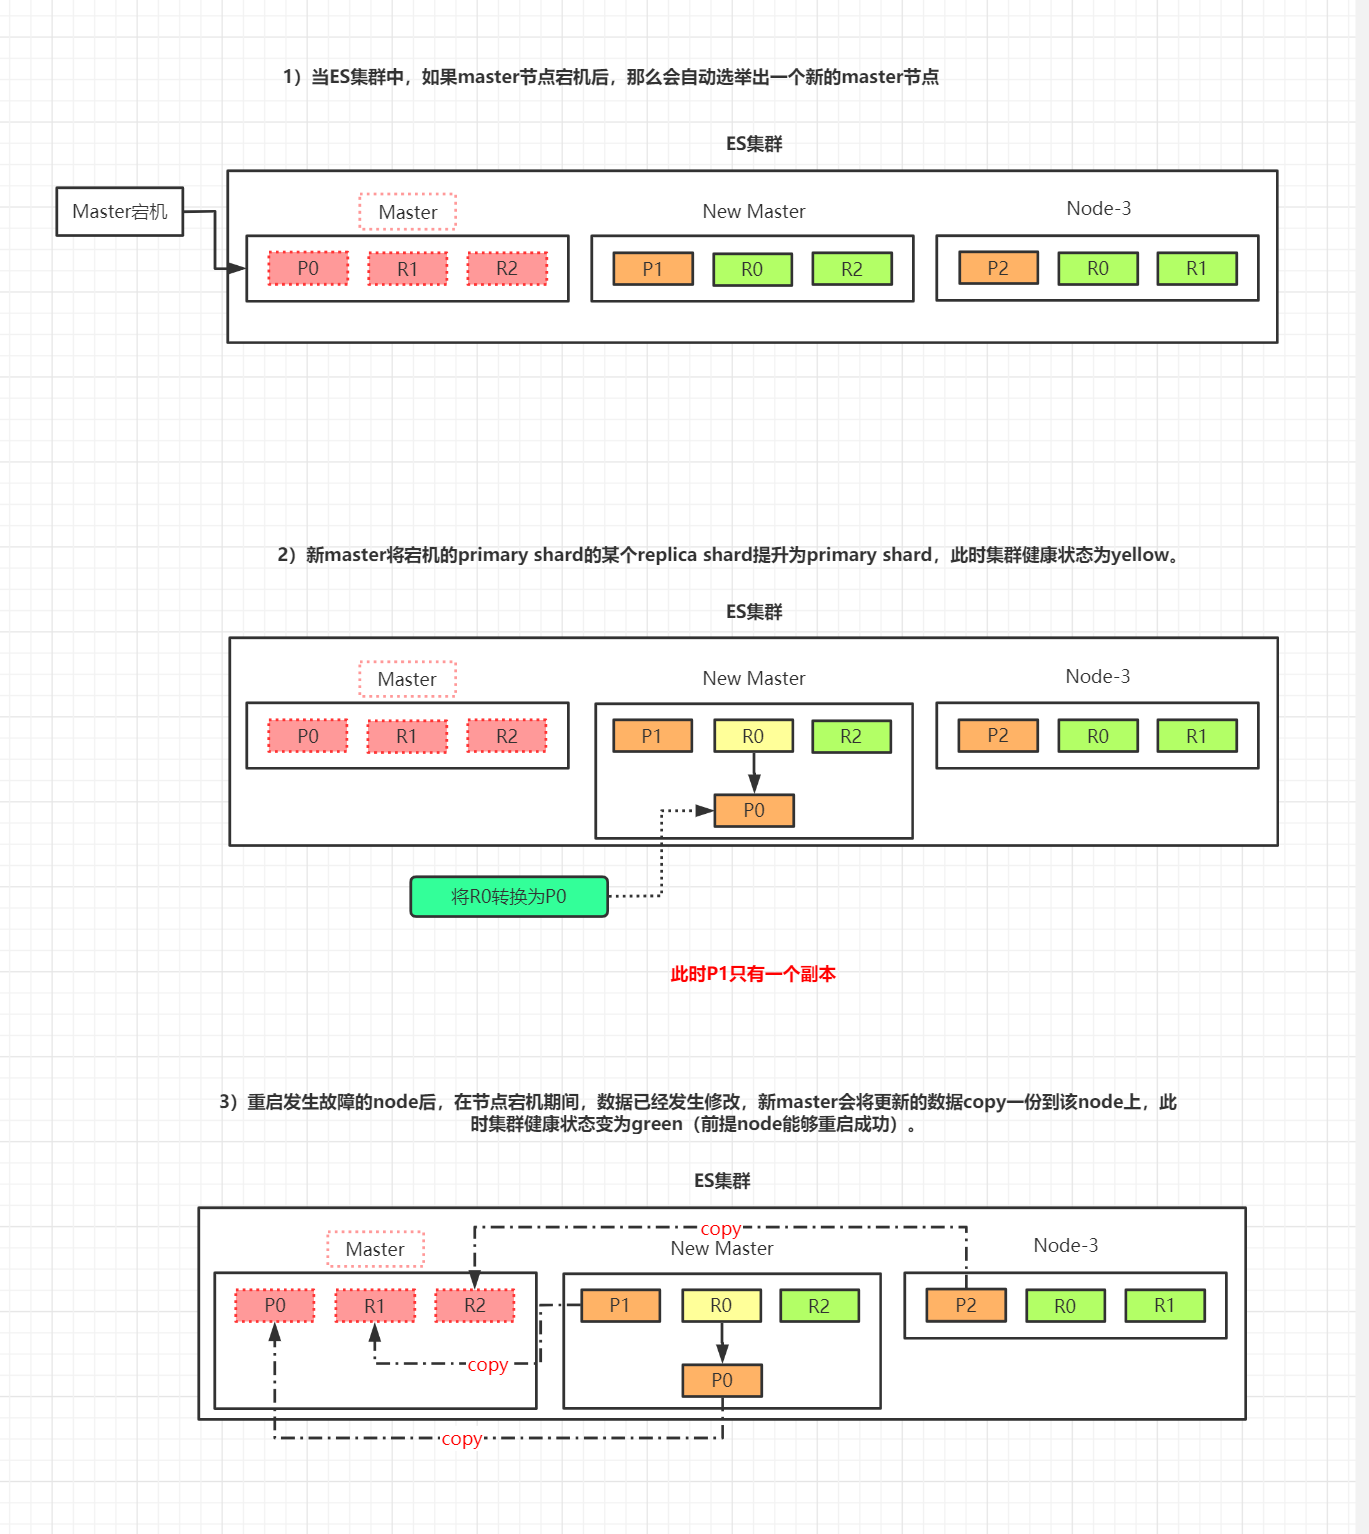 1）当ES集群中，如果master节点宕机后，那么会自动选举出一个新的master节点
ES集群
Master宕机
Master
New Master
Node-3
P0
R1
R2
P1
R0
R2
P2
R0
R1
2）新master将宕机的primary shard的某个replica shard提升为primary shard，此时集群健康状态为yellow。
ES集群
Master
New Master
Node-3
P0
R1
R2
P1
R0
R2
P2
R0
R1
P0
将R0转换为P0
此时P1只有一个副本
3）重启发生故障的node后，在节点宕机期间，数据已经发生修改，新master会将更新的数据copy一份到该node上，此
时集群健康状态变为green（前提node能够重启成功）。
ES集群
copy
Master
New Master
Node-3
P0
R1
R2
P1
R0
R2
P2
R0
R1
copy
P0
copy